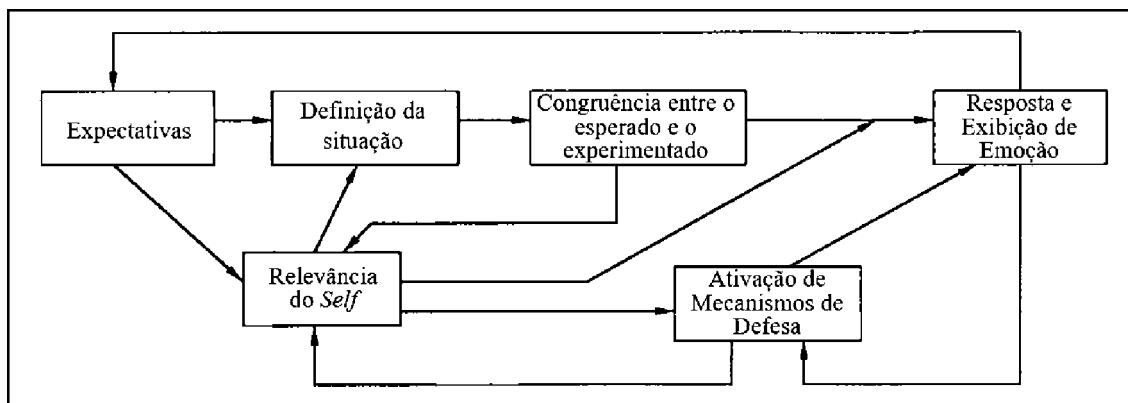 Expectativas
Definição da
situação
Congruência entre o
esperado e o
experimentado
Resposta e
Exibição de
Emoção
Relevância
do Self
Ativação de
Mecanismos de
Defesa